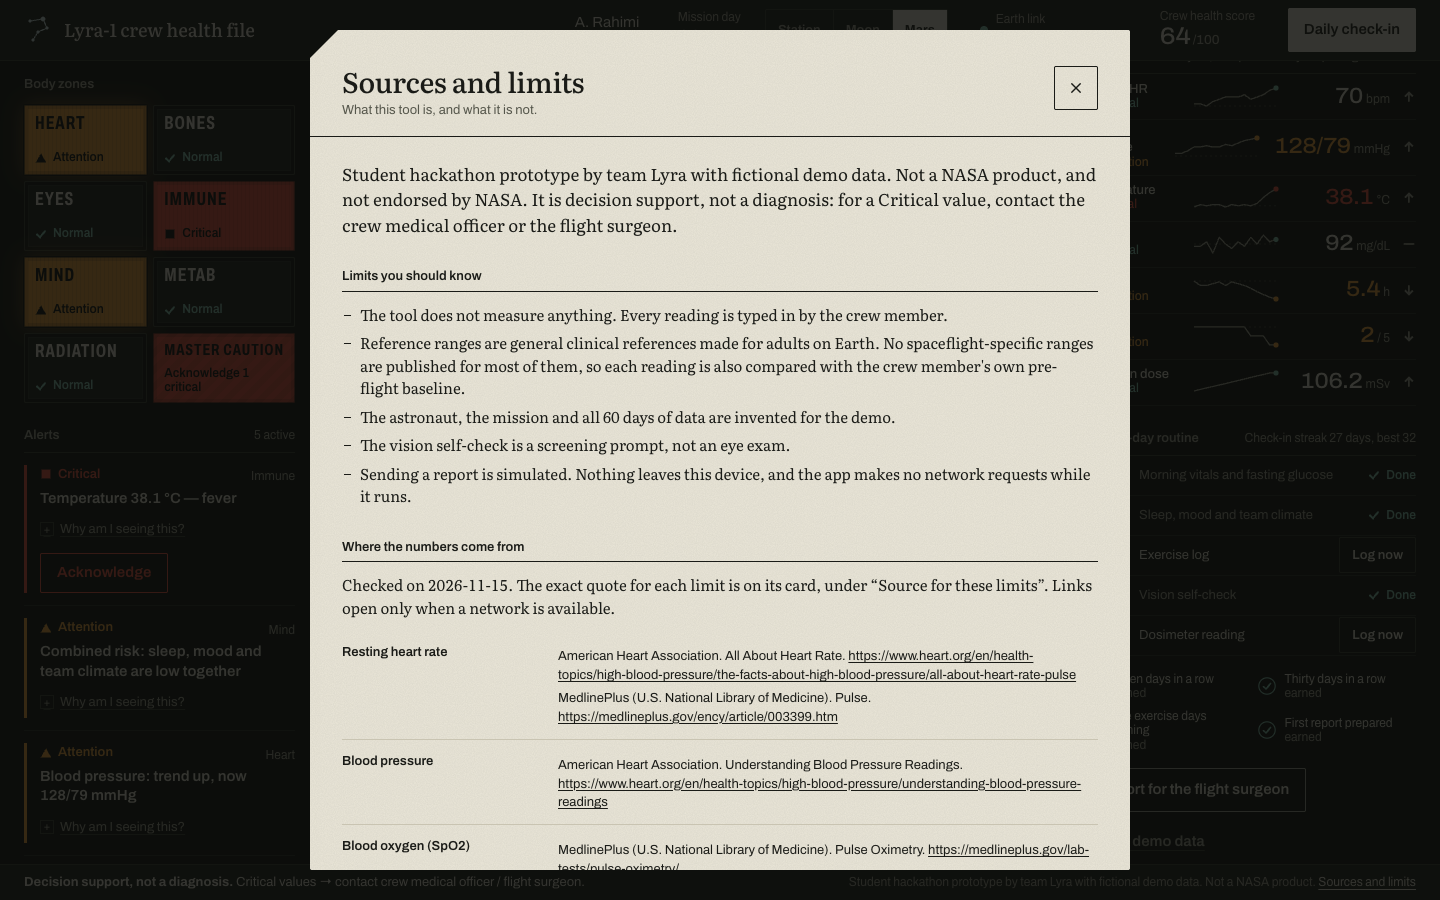 Lyra-1 crew health file
A. Rahimi
Mission day
Station
Moon
Mars
Earth link
Crew health score
64 /100
Daily check-in
Body zones
HEART
Attention
BONES
Normal
EYES
Normal
IMMUNE
Critical
MIND
Attention
METAB
Normal
RADIATION
Normal
MASTER CAUTION
Acknowledge 1
critical
Alerts
5 active
Critical
Immune
Temperature 38.1 °C — fever
Why am I seeing this?
Acknowledge
Attention
Mind
Combined risk: sleep, mood and
team climate are low together
Why am I seeing this?
Attention
Heart
Blood pressure: trend up, now
128/79 mmHg
Why am I seeing this?
Sources and limits
What this tool is, and what it is not.
Student hackathon prototype by team Lyra with fictional demo data. Not a NASA product, and
not endorsed by NASA. It is decision support, not a diagnosis: for a Critical value, contact the
crew medical officer or the flight surgeon.
Limits you should know
– The tool does not measure anything. Every reading is typed in by the crew member.
– Reference ranges are general clinical references made for adults on Earth. No spaceflight-specific ranges
are published for most of them, so each reading is also compared with the crew member's own pre-
flight baseline.
– The astronaut, the mission and all 60 days of data are invented for the demo.
– The vision self-check is a screening prompt, not an eye exam.
– Sending a report is simulated. Nothing leaves this device, and the app makes no network requests while
it runs.
Where the numbers come from
Checked on 2026-11-15. The exact quote for each limit is on its card, under “Source for these limits”. Links
open only when a network is available.
Resting heart rate
American Heart Association. All About Heart Rate. https://www.heart.org/en/health-
topics/high-blood-pressure/the-facts-about-high-blood-pressure/all-about-heart-rate-pulse
MedlinePlus (U.S. National Library of Medicine). Pulse.
https://medlineplus.gov/ency/article/003399.htm
Blood pressure
American Heart Association. Understanding Blood Pressure Readings.
https://www.heart.org/en/health-topics/high-blood-pressure/understanding-blood-pressure-
readings
Blood oxygen (SpO2)
MedlinePlus (U.S. National Library of Medicine). Pulse Oximetry. https://medlineplus.gov/lab-
tests/pulse-oximetry/
HR
70 bpm
128/79 mmHg
38.1 °C
92 mg/dL
5.4 h
2 / 5
dose
106.2 mSv
-day routine
Check-in streak 27 days, best 32
Morning vitals and fasting glucose
Done
Sleep, mood and team climate
Done
Exercise log
Log now
Vision self-check
Done
Dosimeter reading
Log now
days in a row
Thirty days in a row
earned
exercise days
First report prepared
earned
for the flight surgeon
demo data
Decision support, not a diagnosis. Critical values → contact crew medical officer / flight surgeon.
Student hackathon prototype by team Lyra with fictional demo data. Not a NASA product. Sources and limits